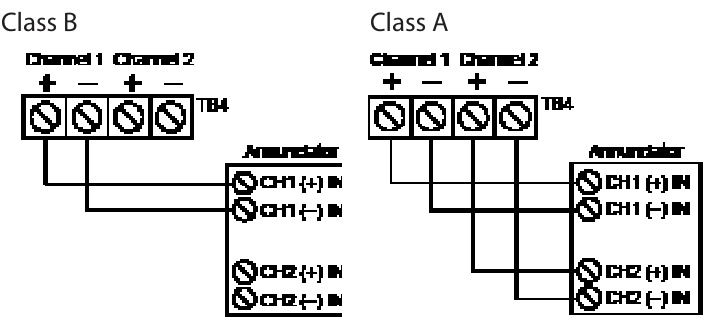 Class B
Channel 1 Channel 2
+ − + −
TB4
Annunciator
CH1 (+) IN
CH1 (−) IN
CH2 (+) IN
CH2 (−) IN
Class A
Channel 1 Channel 2
+ − + −
TB4
Annunciator
CH1 (+) IN
CH1 (−) IN
CH2 (+) IN
CH2 (−) IN